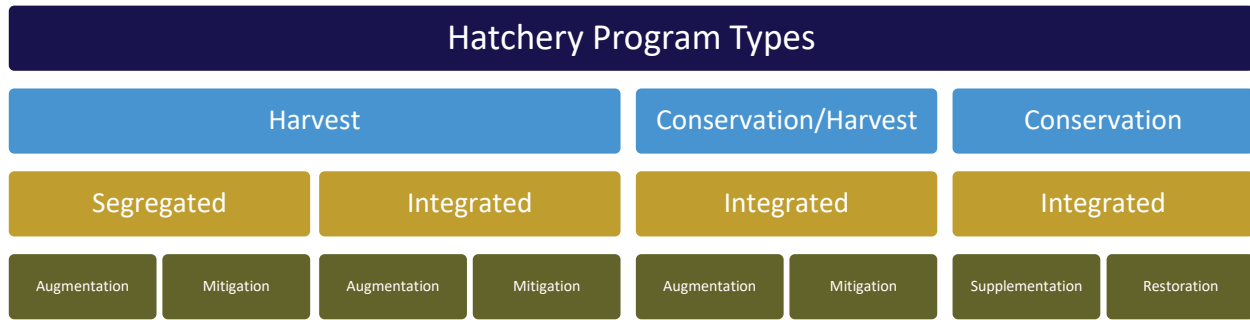 Hatchery Program Types
Harvest
Conservation/Harvest
Conservation
Segregated
Integrated
Integrated
Integrated
Augmentation
Mitigation
Augmentation
Mitigation
Augmentation
Mitigation
Supplementation
Restoration